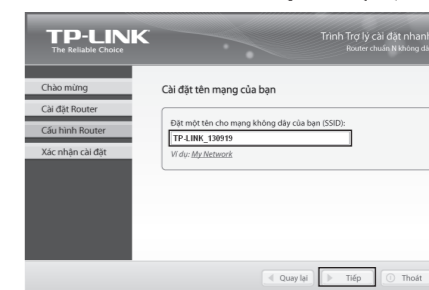 TP-LINK
The Reliable Choice
Trình Trợ lý cài đặt nhanh
Router chuẩn N không
Chào mừng
Cài đặt Router
Cấu hình Router
Xác nhận cài đặt
Cài đặt tên mạng của bạn
Đặt một tên cho mạng không dây của bạn (SSID):
TP-LINK_130919
Ví dụ: My Network
Quay lại
Tiếp
Thoát